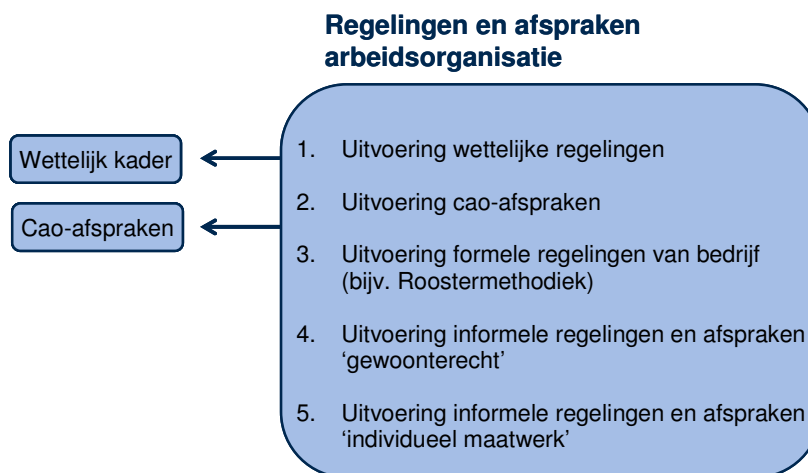 Regelingen en afspraken
arbeidsorganisatie
Wettelijk kader
Cao-afspraken
1. Uitvoering wettelijke regelingen
2. Uitvoering cao-afspraken
3. Uitvoering formele regelingen van bedrijf
(bijv. Roostermethodiek)
4. Uitvoering informele regelingen en afspraken
‘gewoonterecht’
5. Uitvoering informele regelingen en afspraken
‘individueel maatwerk’